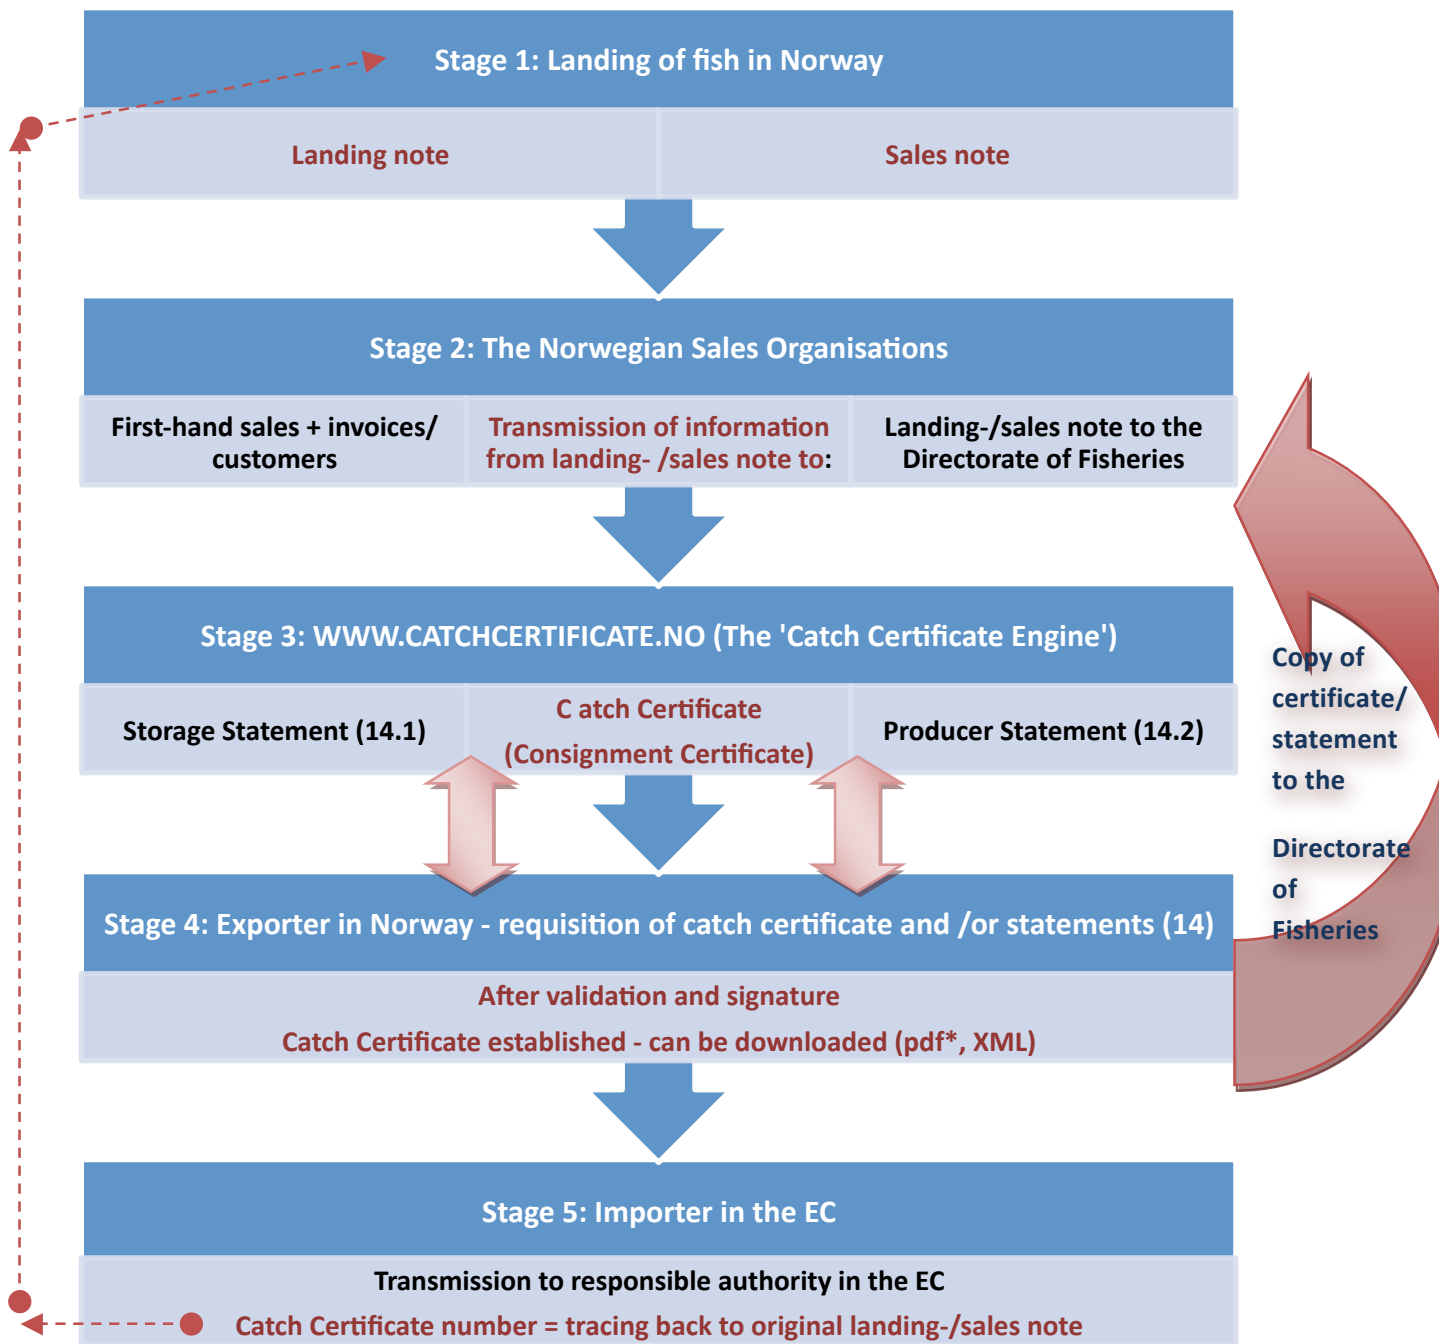 Stage 1: Landing of fish in Norway
Landing note
Sales note
Stage 2: The Norwegian Sales Organisations
First-hand sales + invoices/
customers
Transmission of information
from landing- /sales note to:
Landing-/sales note to the
Directorate of Fisheries
Stage 3: WWW.CATCHCERTIFICATE.NO (The 'Catch Certificate Engine')
Storage Statement (14.1)
C atch Certificate
(Consignment Certificate)
Producer Statement (14.2)
Copy of
certificate/
statement
to the
Directorate
of
Fisheries
Stage 4: Exporter in Norway - requisition of catch certificate and /or statements (14)
After validation and signature
Catch Certificate established - can be downloaded (pdf*, XML)
Stage 5: Importer in the EC
Transmission to responsible authority in the EC
Catch Certificate number = tracing back to original landing-/sales note